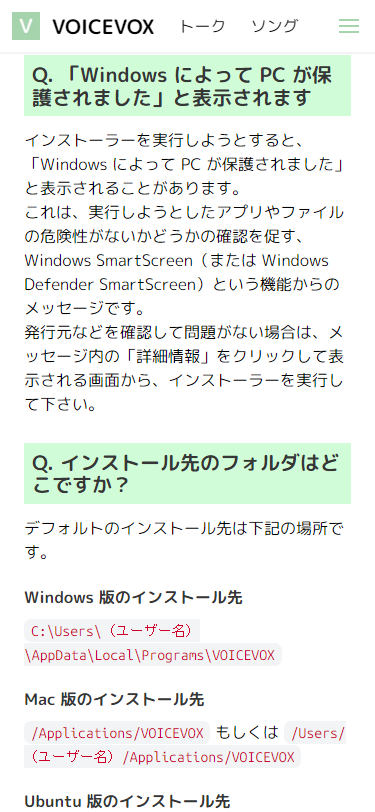 V VOICEVOX トーク ソング
Q. 「Windows によって PC が保
護されました」と表示されます
インストーラーを実行しようとすると、
「Windows によって PC が保護されました」
と表示されることがあります。
これは、実行しようとしたアプリやファイル
の危険性がないかどうかの確認を促す、
Windows SmartScreen（または Windows
Defender SmartScreen）という機能からの
メッセージです。
発行元などを確認して問題がない場合は、メ
ッセージ内の「詳細情報」をクリックして表
示される画面から、インストーラーを実行し
て下さい。
Q. インストール先のフォルダはど
こですか？
デフォルトのインストール先は下記の場所で
す。
Windows 版のインストール先
C:\Users\（ユーザー名）
\AppData\Local\Programs\VOICEVOX
Mac 版のインストール先
/Applications/VOICEVOX もしくは /Users/
（ユーザー名）/Applications/VOICEVOX
Ubuntu 版のインストール先